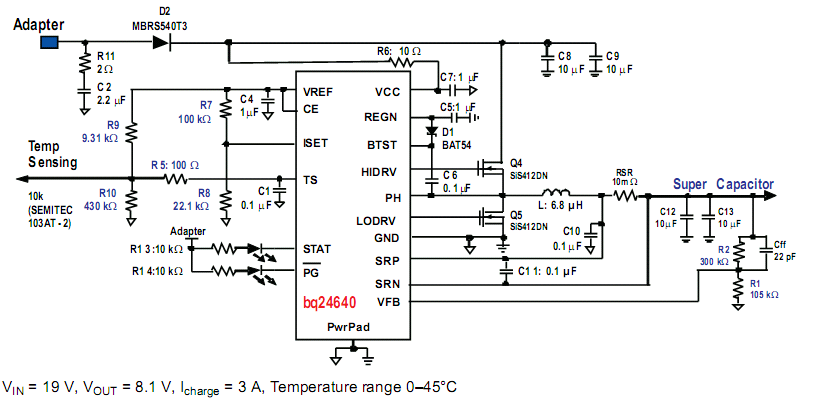 Adapter
D2
MBRS540T3
R11
2 Ω
C 2
2.2 µF
R6: 10 Ω
C8
10 µF
C9
10 µF
C7:1 µF
C5:1 µF
D1
BAT54
R9
9.31 kΩ
R7
100 kΩ
C4
1µF
VREF
CE
ISET
TS
STAT
PG
VCC
REGN
BTST
HIDRV
PH
LODRV
GND
SRP
SRN
VFB
bq24640
PwrPad
Temp
Sensing
R 5: 100 Ω
10k
(SEMITEC
103AT - 2)
R10
430 kΩ
R8
22.1 kΩ
C1
0.1 µF
Adapter
R1 3:10 kΩ
R1 4:10 kΩ
C 6
0.1 µF
Q4
SiS412DN
Q5
SiS412DN
L: 6.8 µH
RSR
10m Ω
C10
0.1 µF
C1 1: 0.1 µF
Super Capacitor
C12
10µF
C13
10 µF
R2
300 kΩ
Cff
22 pF
R1
105 kΩ
VIN = 19 V, VOUT = 8.1 V, Icharge = 3 A, Temperature range 0–45°C